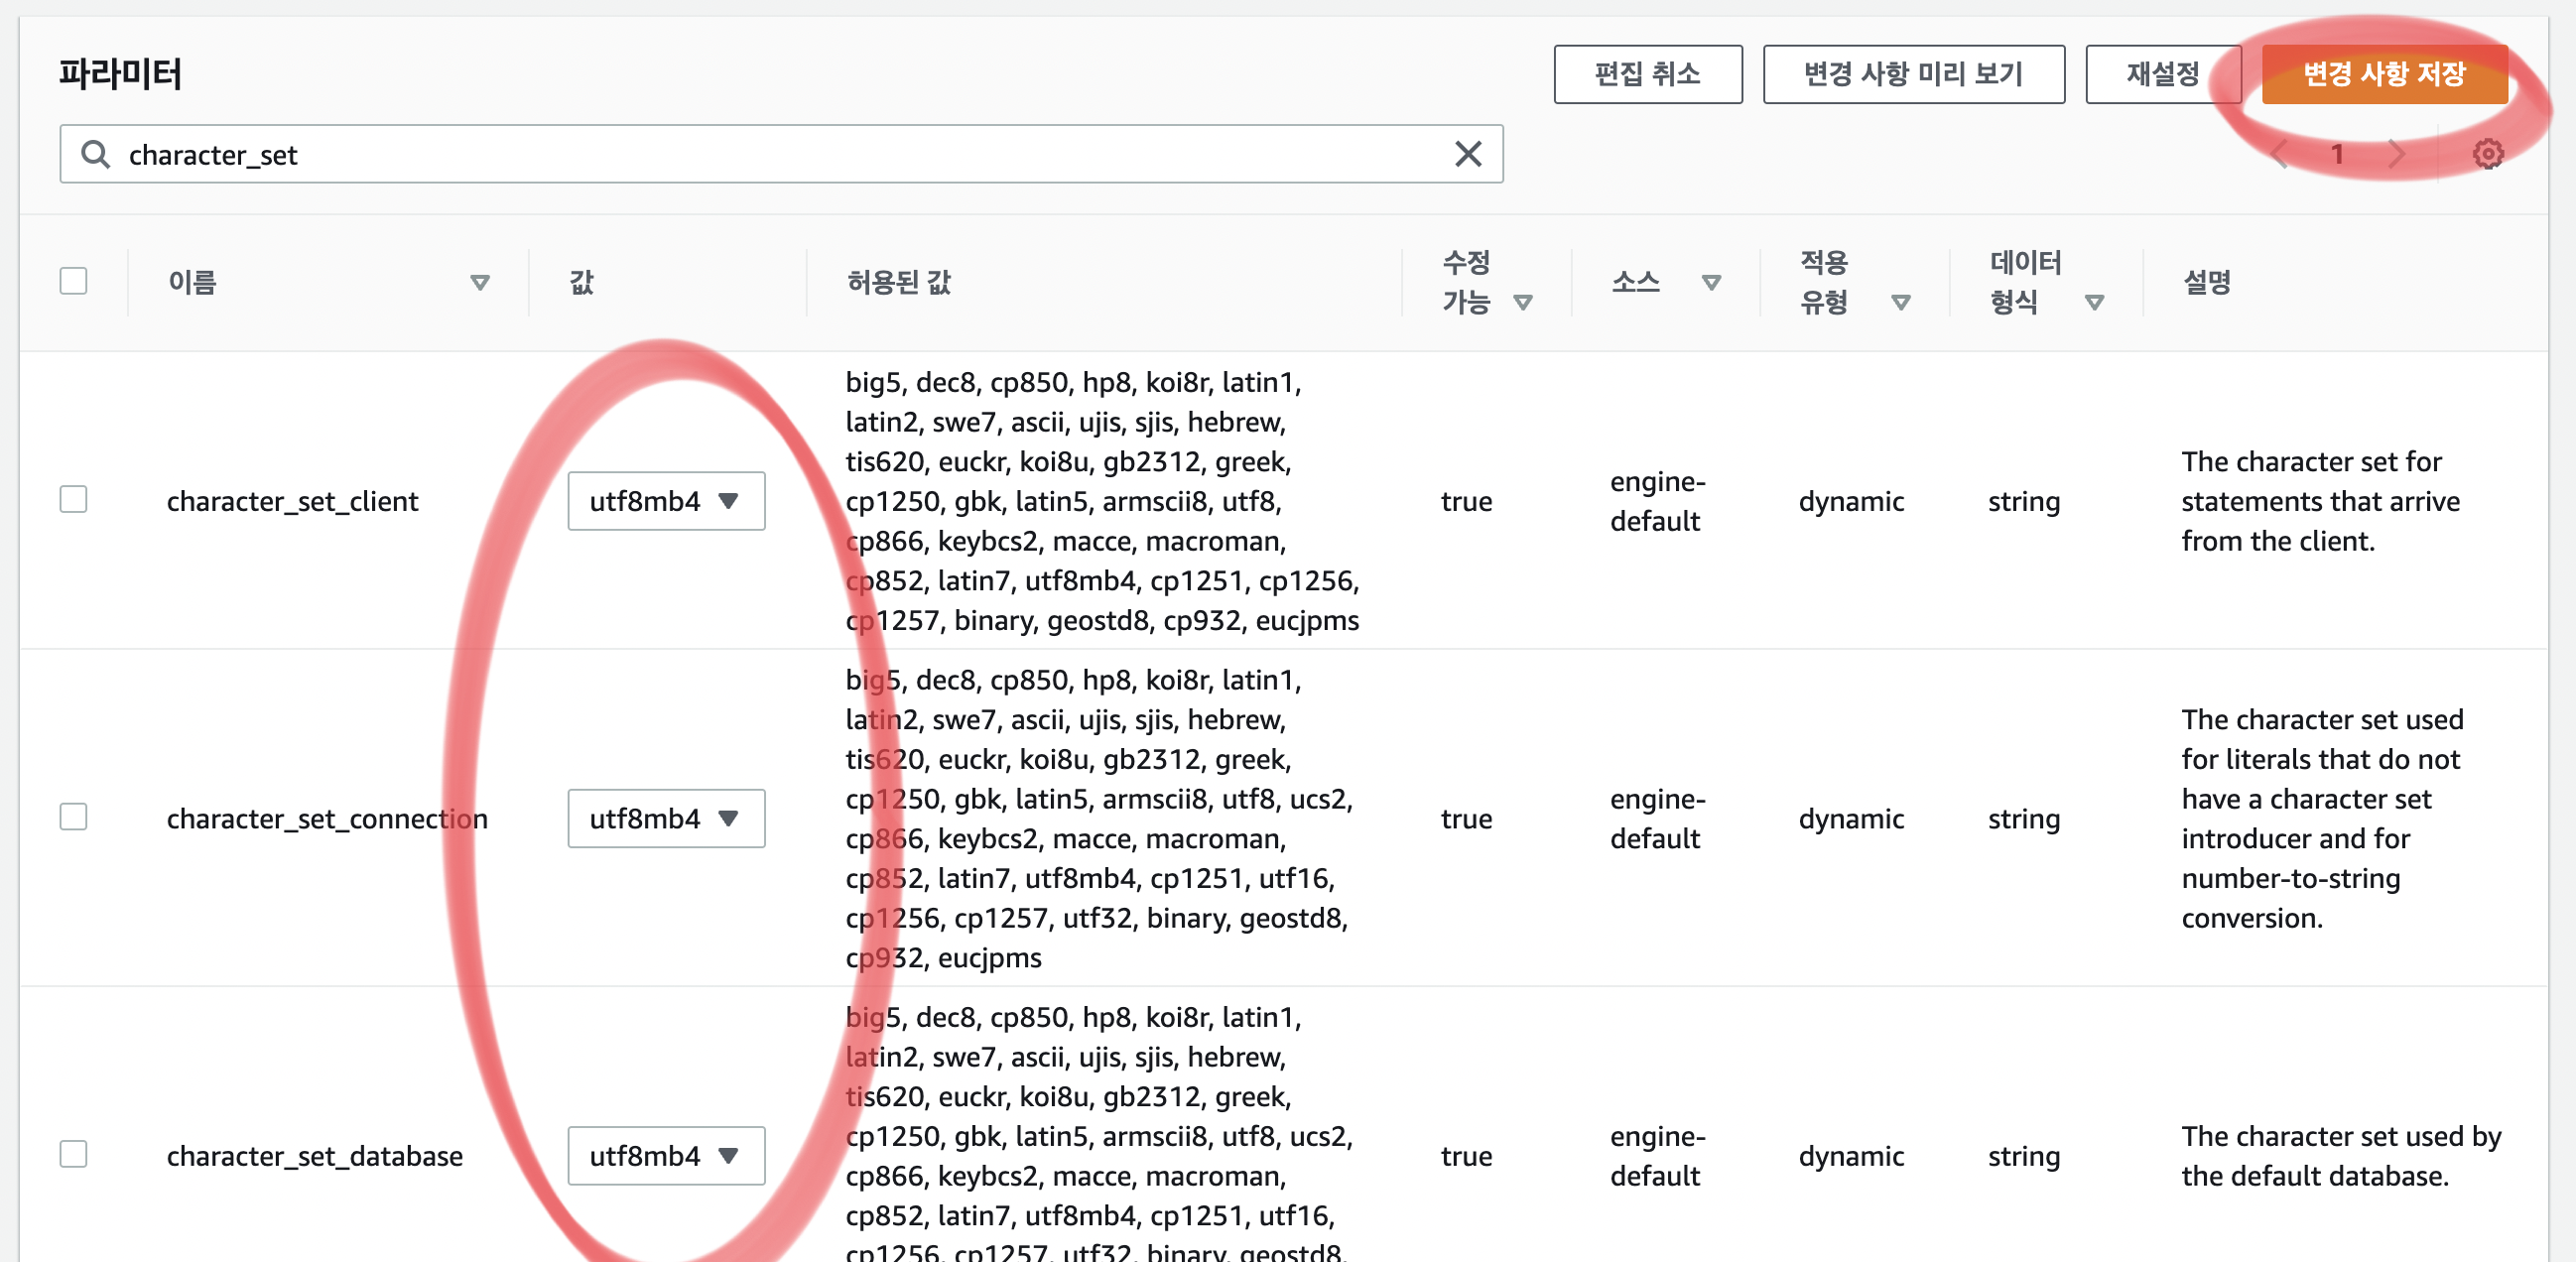 파라미터
편집 취소
변경 사항 미리 보기
재설정
변경 사항 저장
character_set
1
이름
값
허용된 값
수정
가능
소스
적용
유형
데이터
형식
설명
character_set_client
utf8mb4
big5, dec8, cp850, hp8, koi8r, latin1,
latin2, swe7, ascii, ujis, sjis, hebrew,
tis620, euckr, koi8u, gb2312, greek,
cp1250, gbk, latin5, armscii8, utf8,
cp866, keybcs2, macce, macroman,
cp852, latin7, utf8mb4, cp1251, cp1256,
cp1257, binary, geostd8, cp932, eucjpms
true
engine-
default
dynamic
string
The character set for
statements that arrive
from the client.
character_set_connection
utf8mb4
big5, dec8, cp850, hp8, koi8r, latin1,
latin2, swe7, ascii, ujis, sjis, hebrew,
tis620, euckr, koi8u, gb2312, greek,
cp1250, gbk, latin5, armscii8, utf8, ucs2,
cp866, keybcs2, macce, macroman,
cp852, latin7, utf8mb4, cp1251, utf16,
cp1256, cp1257, utf32, binary, geostd8,
cp932, eucjpms
true
engine-
default
dynamic
string
The character set used
for literals that do not
have a character set
introducer and for
number-to-string
conversion.
character_set_database
utf8mb4
big5, dec8, cp850, hp8, koi8r, latin1,
latin2, swe7, ascii, ujis, sjis, hebrew,
tis620, euckr, koi8u, gb2312, greek,
cp1250, gbk, latin5, armscii8, utf8, ucs2,
cp866, keybcs2, macce, macroman,
cp852, latin7, utf8mb4, cp1251, utf16,
cp1256, cp1257, utf32, binary, geostd8,
true
engine-
default
dynamic
string
The character set used by
the default database.